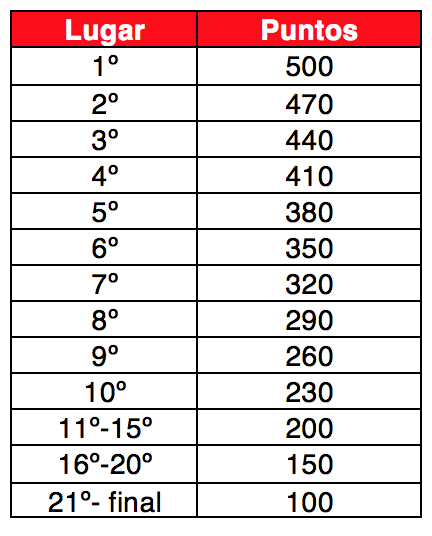 Lugar Puntos
1º 500
2º 470
3º 440
4º 410
5º 380
6º 350
7º 320
8º 290
9º 260
10º 230
11º-15º 200
16º-20º 150
21º- final 100